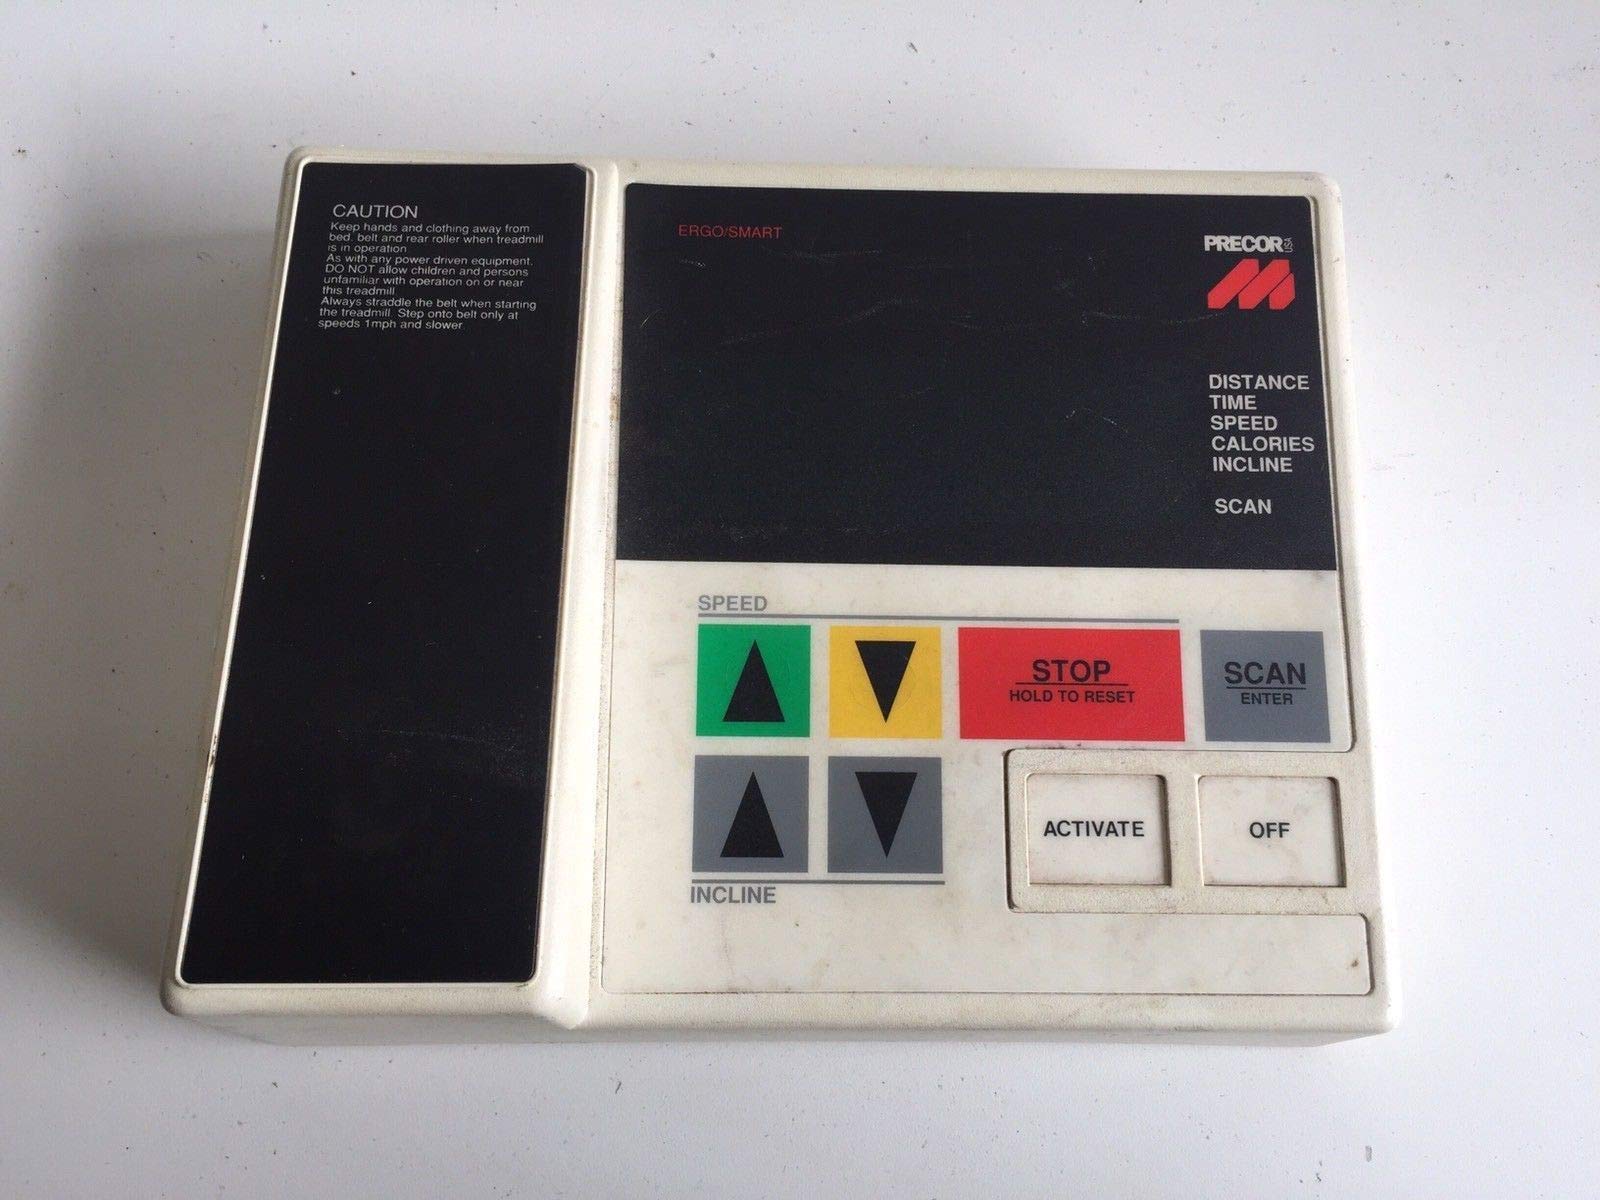 CAUTION
Keep hands and clothing away from
bed, belt and rear roller when treadmill
is in operation
As with any power driven equipment,
DO NOT allow children and persons
unfamiliar with operation on or near
this treadmill
Always straddle the belt when starting
the treadmill. Step onto belt only at
speeds 1mph and slower
ERGO/SMART
PRECOR USA
DISTANCE
TIME
SPEED
CALORIES
INCLINE
SCAN
SPEED
STOP
HOLD TO RESET
SCAN
ENTER
ACTIVATE
OFF
INCLINE